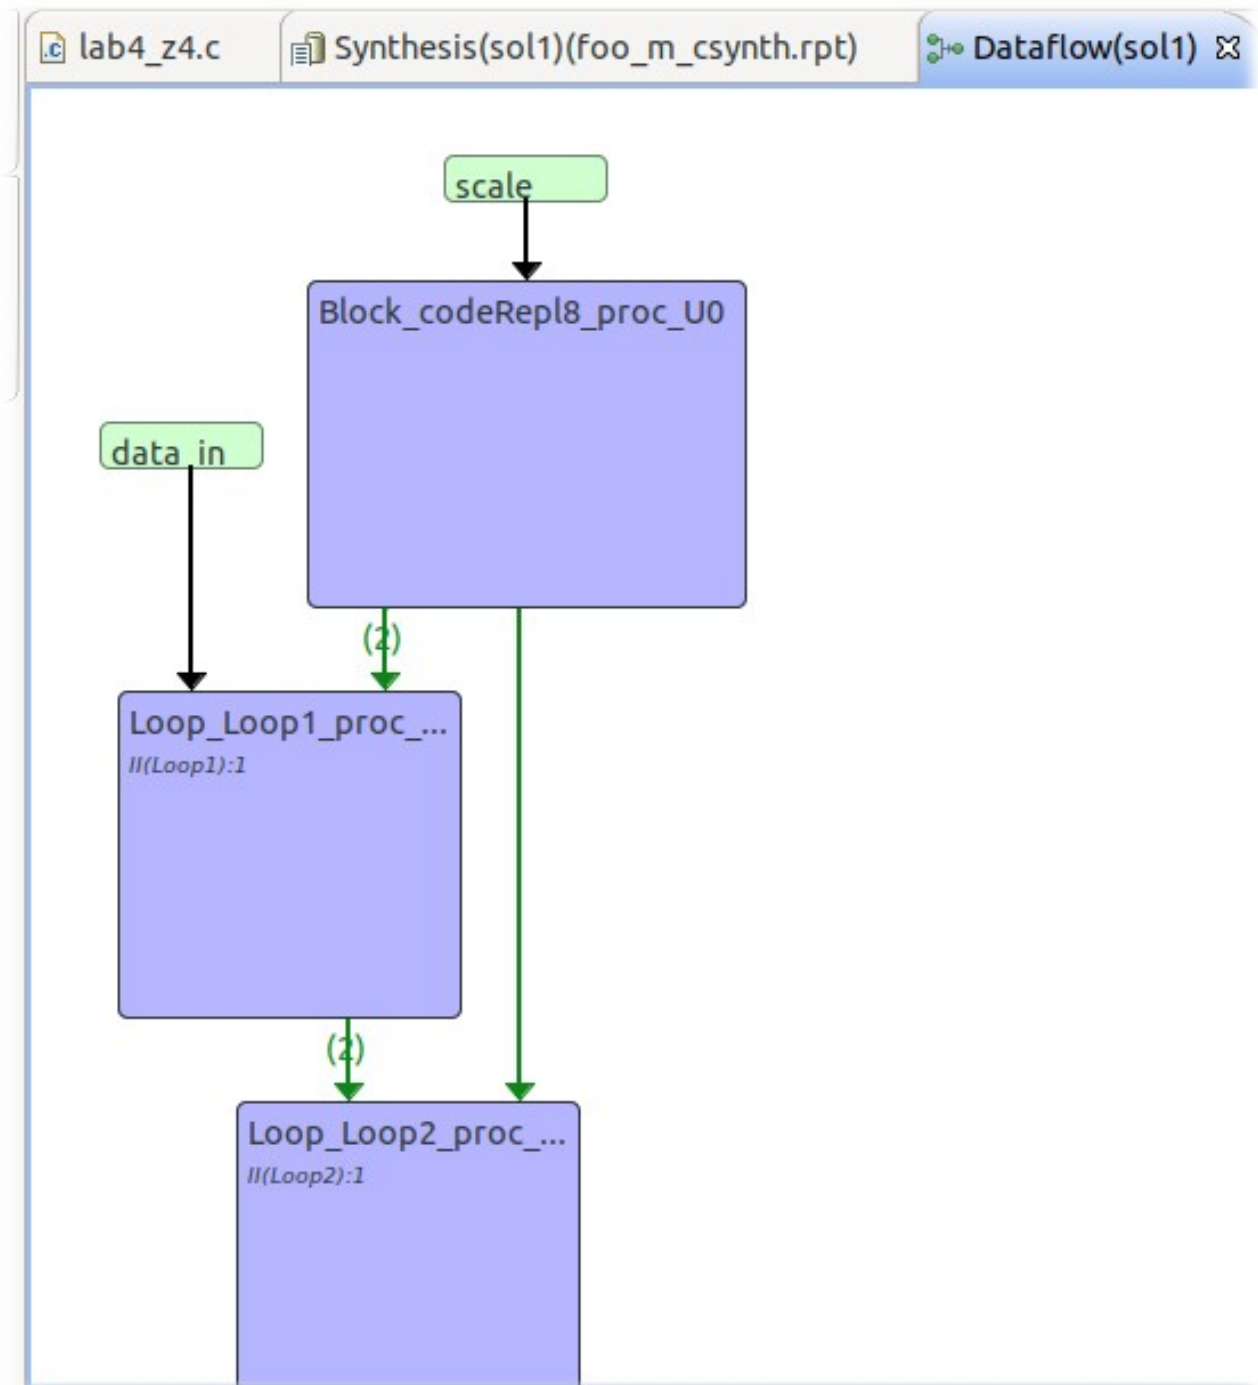 lab4_z4.c
Synthesis(sol1)(foo_m_csynth.rpt)
Dataflow(sol1)
scale
Block_codeRepl8_proc_U0
data_in
(2)
Loop_Loop1_proc_...
II(Loop1):1
(2)
Loop_Loop2_proc_...
II(Loop2):1